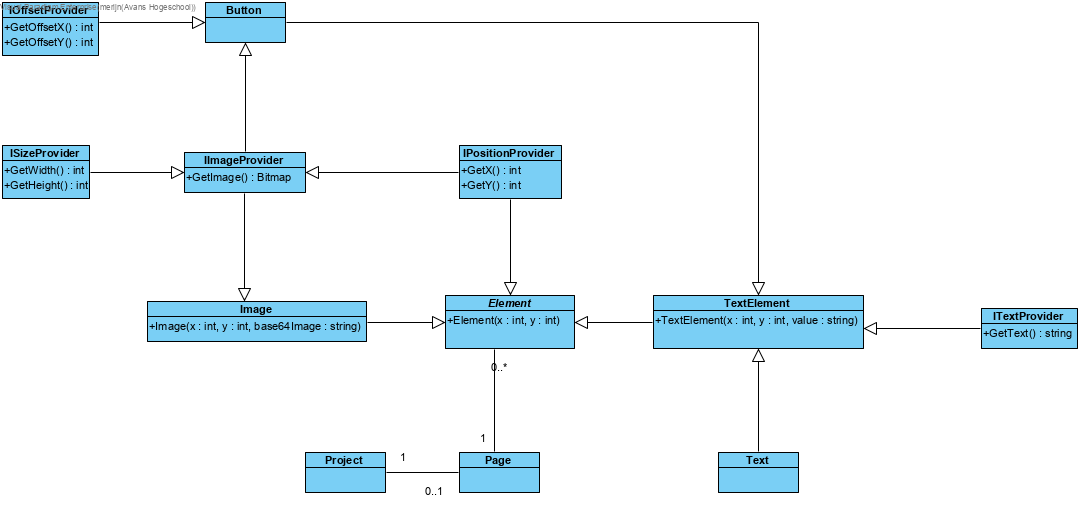 IOffsetProvider
+GetOffsetX() : int
+GetOffsetY() : int
Button
ISizeProvider
+GetWidth() : int
+GetHeight() : int
IImageProvider
+GetImage() : Bitmap
IPositionProvider
+GetX() : int
+GetY() : int
Image
+Image(x : int, y : int, base64Image : string)
Element
+Element(x : int, y : int)
TextElement
+TextElement(x : int, y : int, value : string)
ITextProvider
+GetText() : string
0..*
1
Project
1
0..1
Page
Text
(Avans Hogeschool))